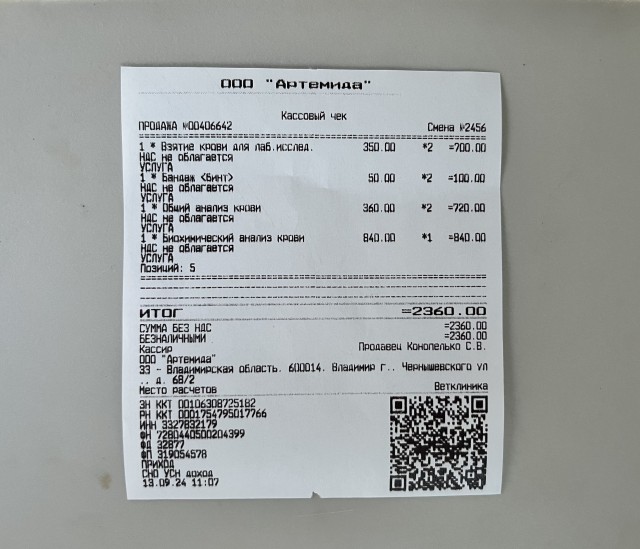 ООО "Артемида"
Кассовый чек
ПРОДАЖА №00406642 Смена №2456
1 * Взятие крови для лаб.исслед. 350.00 *2 =700.00
НДС не облагается
УСЛУГА
1 * Бандаж <бинт> 50.00 *2 =100.00
НДС не облагается
УСЛУГА
1 * Общий анализ крови 360.00 *2 =720.00
НДС не облагается
УСЛУГА
1 * Биохимический анализ крови 840.00 *1 =840.00
НДС не облагается
УСЛУГА
Позиций: 5
ИТОГ =2360.00
СУММА БЕЗ НДС =2360.00
БЕЗНАЛИЧНЫМИ =2360.00
Кассир Продавец Конопелько С.В.
ООО "Артемида"
33 - Владимирская область. 600014. Владимир г.. Чернышевского ул
.. д. 68/2
Место расчетов Ветклиника
ЗН ККТ 00106308725182
РН ККТ 0001754795017766
ИНН 3327832179
ФН 7280440500204399
ФД 32877
ФП 319054578
ПРИХОД
СНО УСН доход
13.09.24 11:07